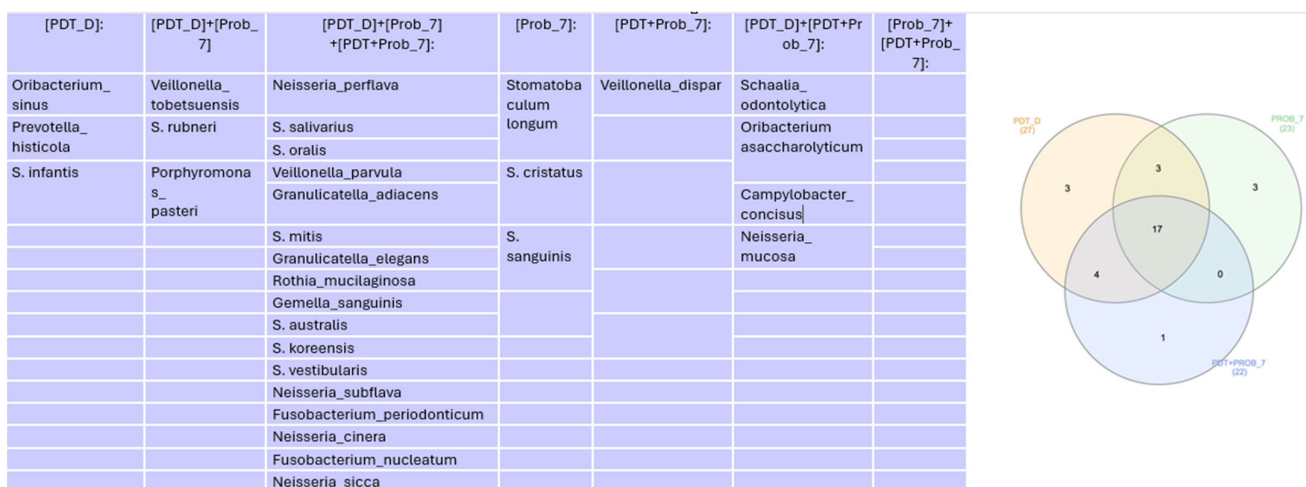 [PDT_D]:
[PDT_D]+[Prob_
7]
[PDT_D]+[Prob_7]
+[PDT+Prob_7]:
[Prob_7]:
[PDT+Prob_7]:
[PDT_D]+[PDT+Pr
ob_7]:
[Prob_7]+
[PDT+Prob_
7]:
Oribacterium_
sinus
Veillonella_
tobetsuensis
Neisseria_perflava
Stomatoba
culum
longum
Veillonella_dispar
Schaalia_
odontolytica
Prevotella_
histicola
S. rubneri
S. salivarius
Oribacterium
asaccharolyticum
S. oralis
S. infantis
Porphyromona
s_
pasteri
Veillonella_parvula
S. cristatus
Granulicatella_adiacens
Campylobacter_
concisus
S. mitis
S.
sanguinis
Neisseria_
mucosa
Granulicatella_elegans
Rothia_mucilaginosa
Gemella_sanguinis
S. australis
S. koreensis
S. vestibularis
Neisseria_subflava
Fusobacterium_periodonticum
Neisseria_cinera
Fusobacterium_nucleatum
Neisseria_sicca
PDT_D
(27)
PROB_7
(23)
3
3
3
17
4
0
1
PDT+PROB_7
(22)